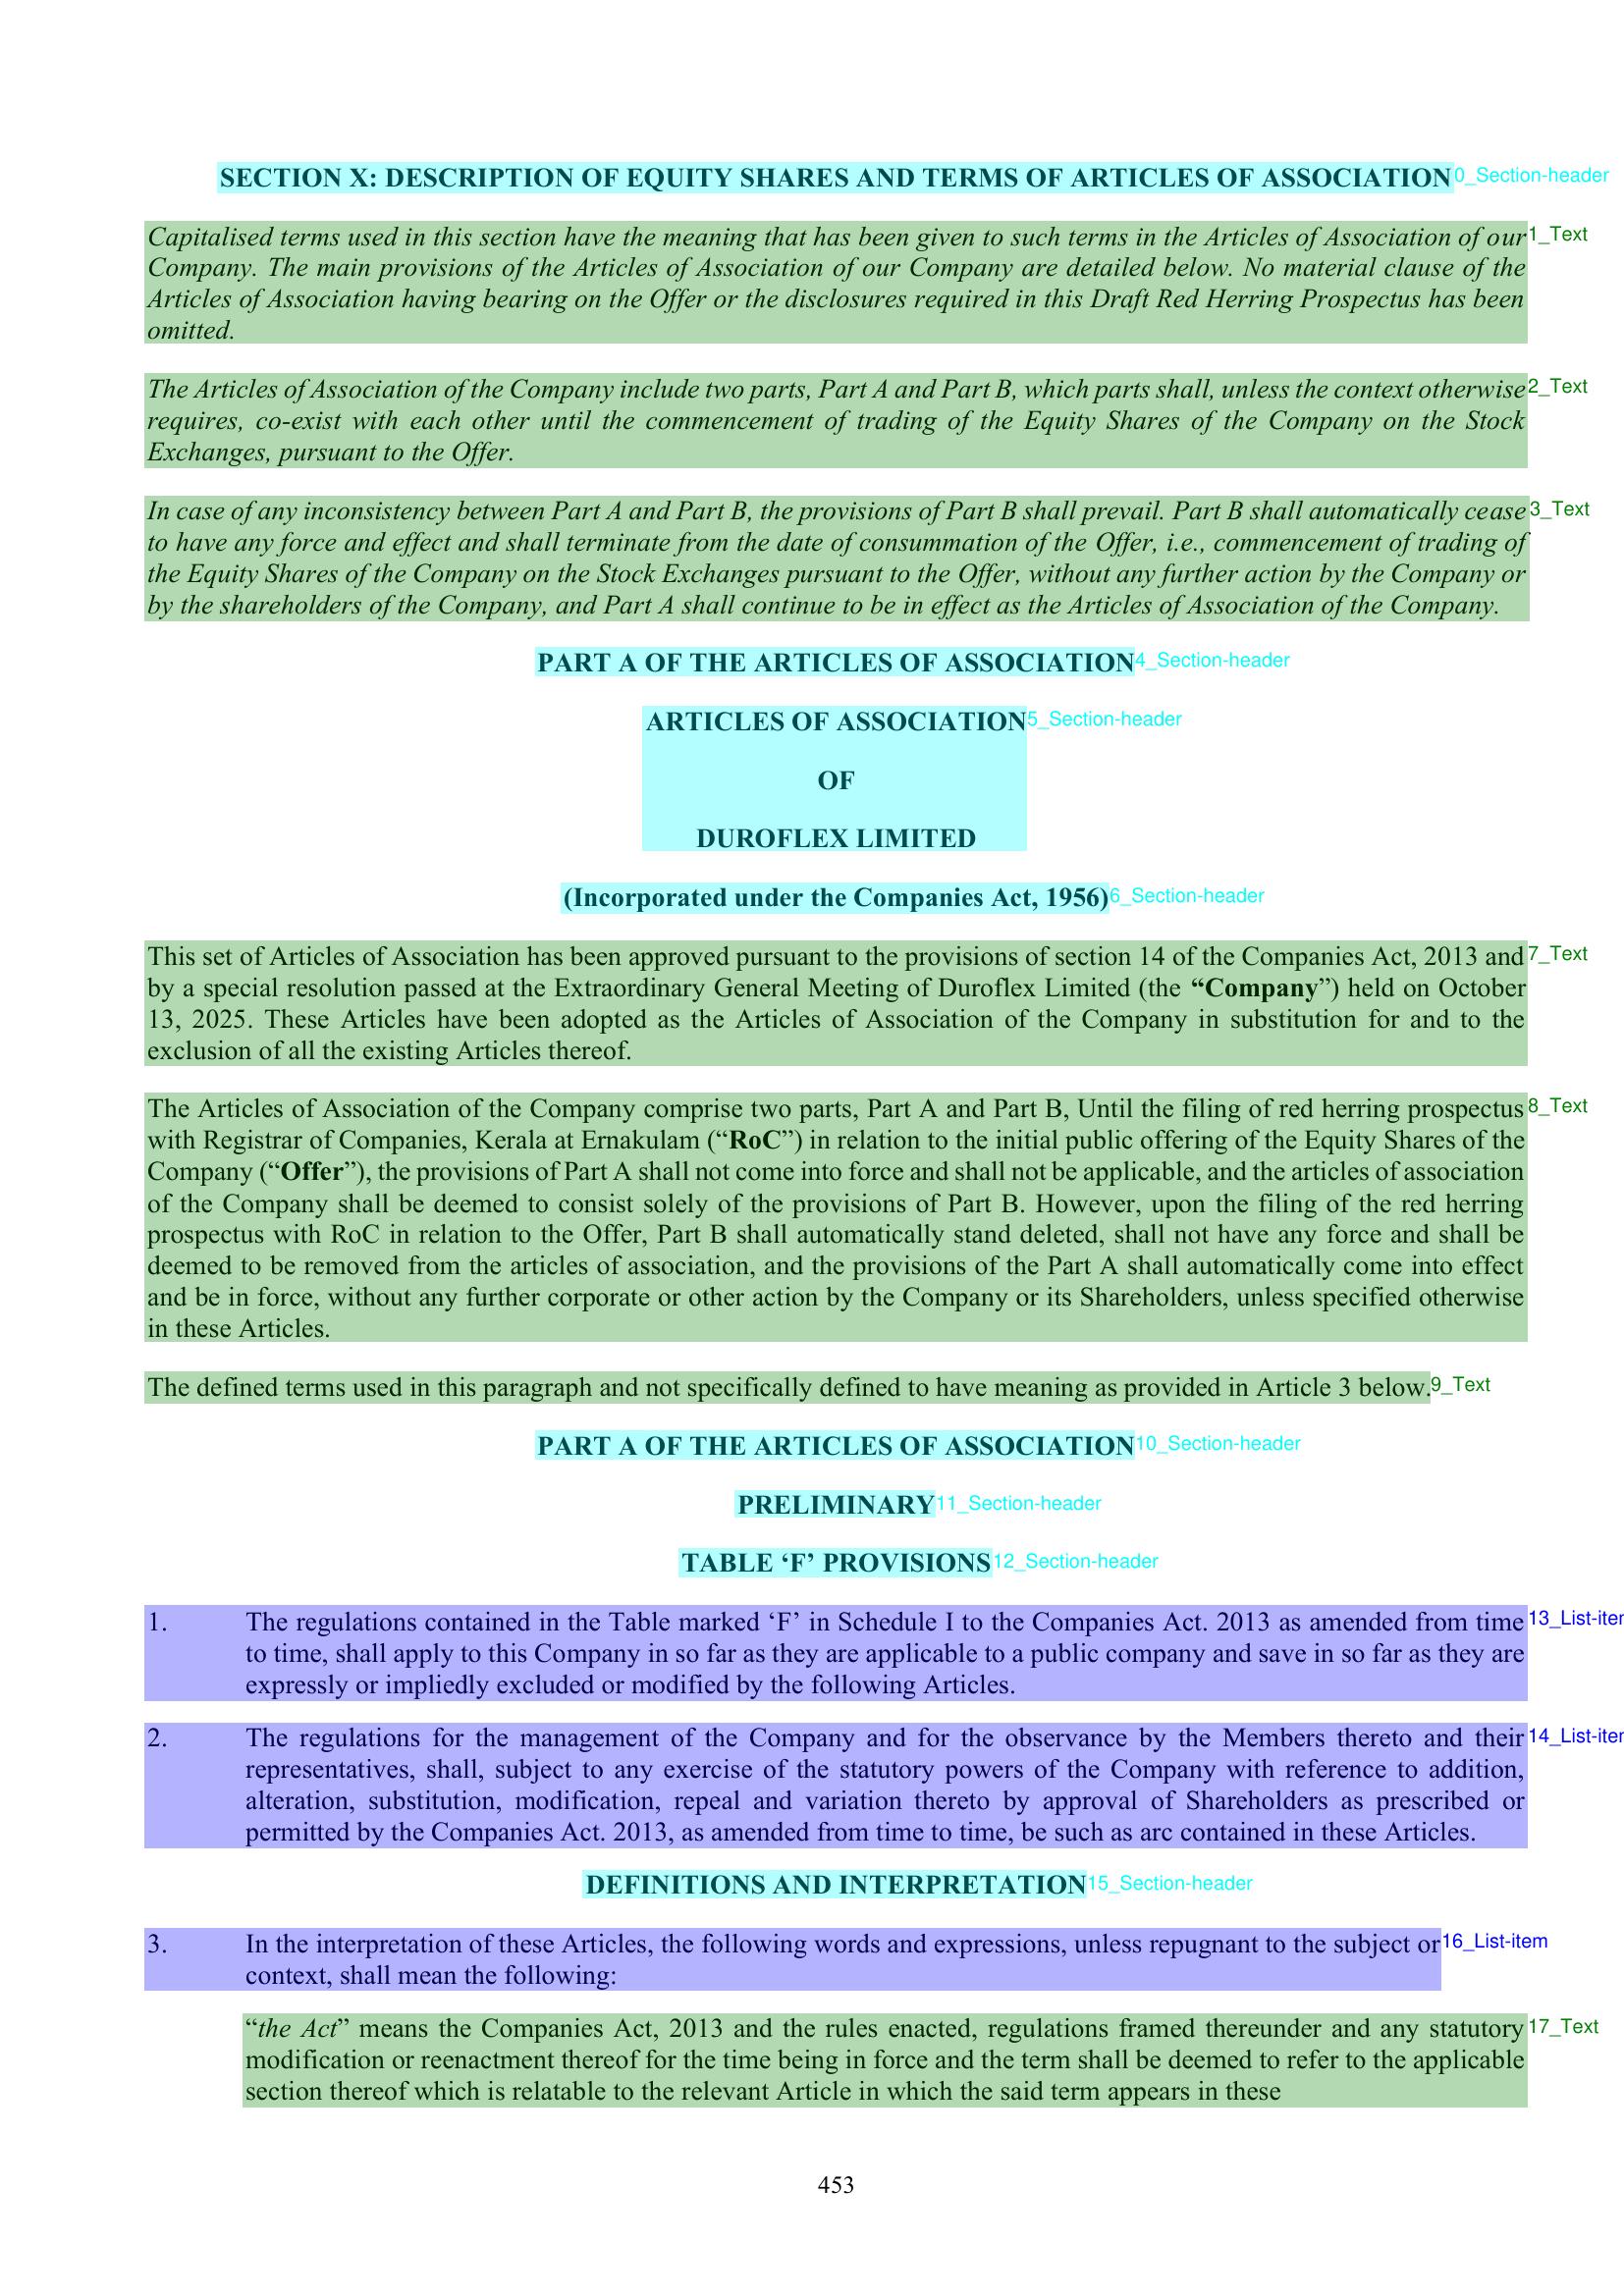 SECTION X: DESCRIPTION OF EQUITY SHARES AND TERMS OF ARTICLES OF ASSOCIATION 0_Section-header
Capitalised terms used in this section have the meaning that has been given to such terms in the Articles of Association of our 1_Text
Company. The main provisions of the Articles of Association of our Company are detailed below. No material clause of the
Articles of Association having bearing on the Offer or the disclosures required in this Draft Red Herring Prospectus has been
omitted.
The Articles of Association of the Company include two parts, Part A and Part B, which parts shall, unless the context otherwise 2_Text
requires, co-exist with each other until the commencement of trading of the Equity Shares of the Company on the Stock
Exchanges, pursuant to the Offer.
In case of any inconsistency between Part A and Part B, the provisions of Part B shall prevail. Part B shall automatically cease 3_Text
to have any force and effect and shall terminate from the date of consummation of the Offer, i.e., commencement of trading of
the Equity Shares of the Company on the Stock Exchanges pursuant to the Offer, without any further action by the Company or
by the shareholders of the Company, and Part A shall continue to be in effect as the Articles of Association of the Company.
PART A OF THE ARTICLES OF ASSOCIATION 4_Section-header
ARTICLES OF ASSOCIATION 5_Section-header
OF
DUROFLEX LIMITED
(Incorporated under the Companies Act, 1956) 6_Section-header
This set of Articles of Association has been approved pursuant to the provisions of section 14 of the Companies Act, 2013 and 7_Text
by a special resolution passed at the Extraordinary General Meeting of Duroflex Limited (the “Company”) held on October
13, 2025. These Articles have been adopted as the Articles of Association of the Company in substitution for and to the
exclusion of all the existing Articles thereof.
The Articles of Association of the Company comprise two parts, Part A and Part B, Until the filing of red herring prospectus 8_Text
with Registrar of Companies, Kerala at Ernakulam (“RoC”) in relation to the initial public offering of the Equity Shares of the
Company (“Offer”), the provisions of Part A shall not come into force and shall not be applicable, and the articles of association
of the Company shall be deemed to consist solely of the provisions of Part B. However, upon the filing of the red herring
prospectus with RoC in relation to the Offer, Part B shall automatically stand deleted, shall not have any force and shall be
deemed to be removed from the articles of association, and the provisions of the Part A shall automatically come into effect
and be in force, without any further corporate or other action by the Company or its Shareholders, unless specified otherwise
in these Articles.
The defined terms used in this paragraph and not specifically defined to have meaning as provided in Article 3 below. 9_Text
PART A OF THE ARTICLES OF ASSOCIATION 10_Section-header
PRELIMINARY 11_Section-header
TABLE ‘F’ PROVISIONS 12_Section-header
1. The regulations contained in the Table marked ‘F’ in Schedule I to the Companies Act. 2013 as amended from time 13_List-iter
to time, shall apply to this Company in so far as they are applicable to a public company and save in so far as they are
expressly or impliedly excluded or modified by the following Articles.
2. The regulations for the management of the Company and for the observance by the Members thereto and their 14_List-iter
representatives, shall, subject to any exercise of the statutory powers of the Company with reference to addition,
alteration, substitution, modification, repeal and variation thereto by approval of Shareholders as prescribed or
permitted by the Companies Act. 2013, as amended from time to time, be such as arc contained in these Articles.
DEFINITIONS AND INTERPRETATION 15_Section-header
3. In the interpretation of these Articles, the following words and expressions, unless repugnant to the subject or 16_List-item
context, shall mean the following:
“the Act” means the Companies Act, 2013 and the rules enacted, regulations framed thereunder and any statutory 17_Text
modification or reenactment thereof for the time being in force and the term shall be deemed to refer to the applicable
section thereof which is relatable to the relevant Article in which the said term appears in these
453